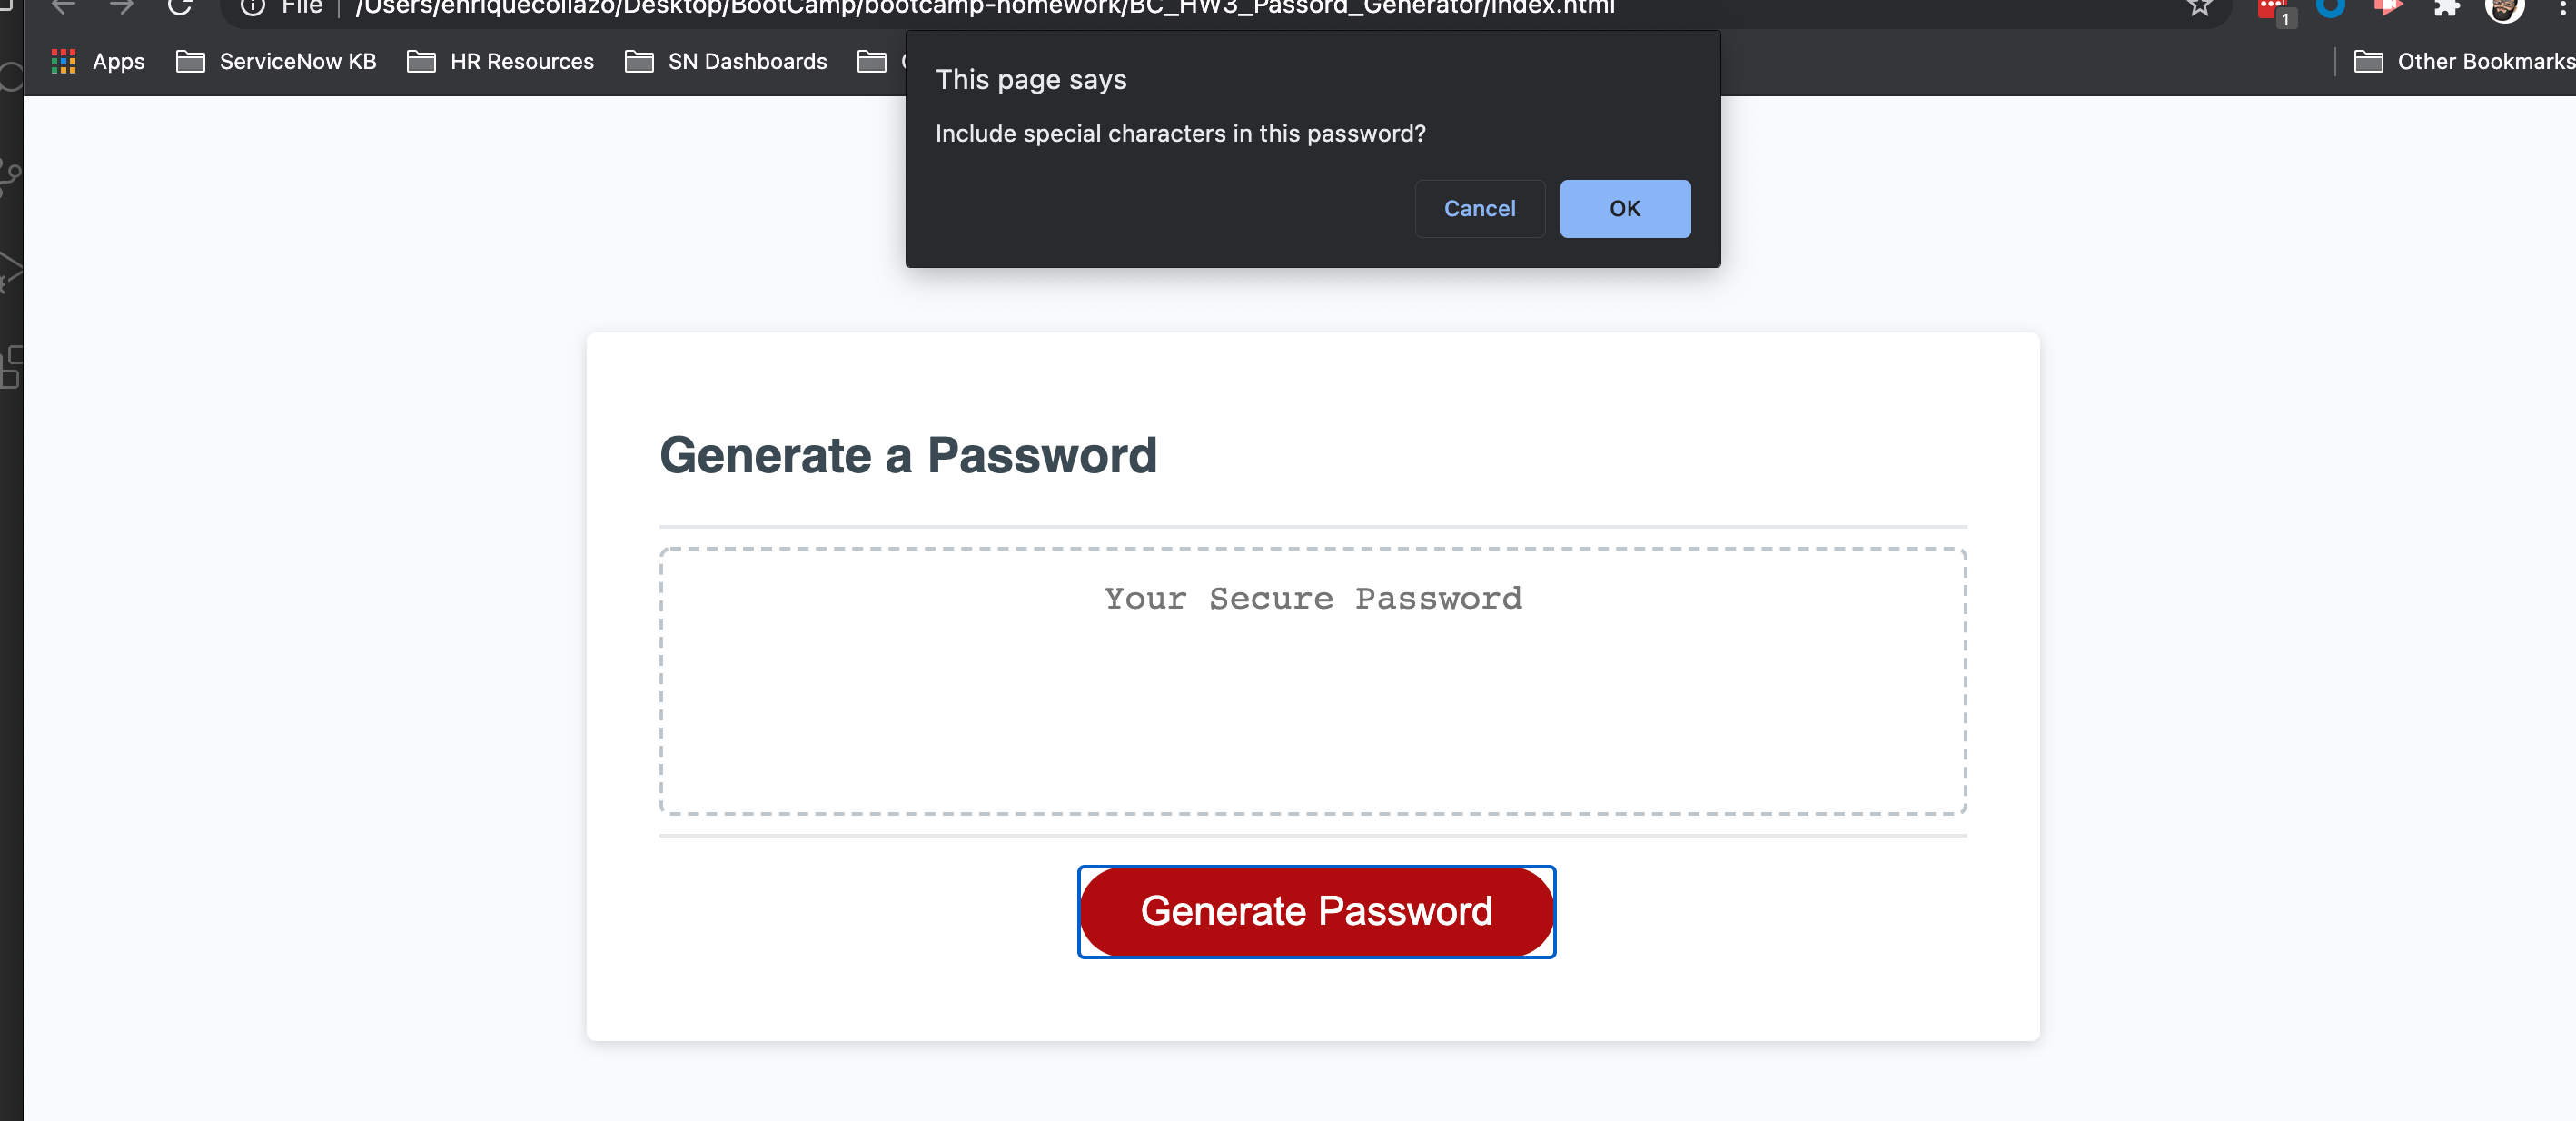 File /Users/enriquecollazo/Desktop/BootCamp/bootcamp-homework/BC_HW3_Passord_Generator/index.html
1
Apps ServiceNow KB HR Resources SN Dashboards Other Bookmarks
This page says
Include special characters in this password?
Cancel OK
Generate a Password
Your Secure Password
Generate Password